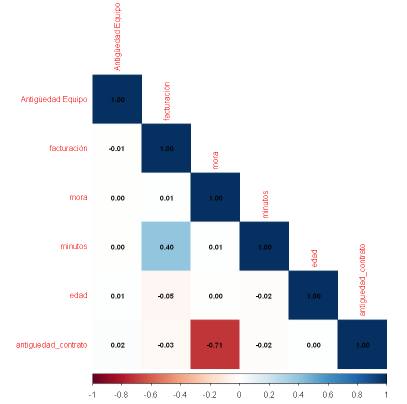 Antigüedad Equipo
facturación
mora
minutos
edad
antiguedad_contrato
Antigüedad Equipo 1.00
facturación -0.01 1.00
mora 0.00 0.01 1.00
minutos 0.00 0.40 0.01 1.00
edad 0.01 -0.05 0.00 -0.02 1.00
antiguedad_contrato 0.02 -0.03 -0.71 -0.02 0.00 1.00
-1 -0.8 -0.6 -0.4 -0.2 0 0.2 0.4 0.6 0.8 1